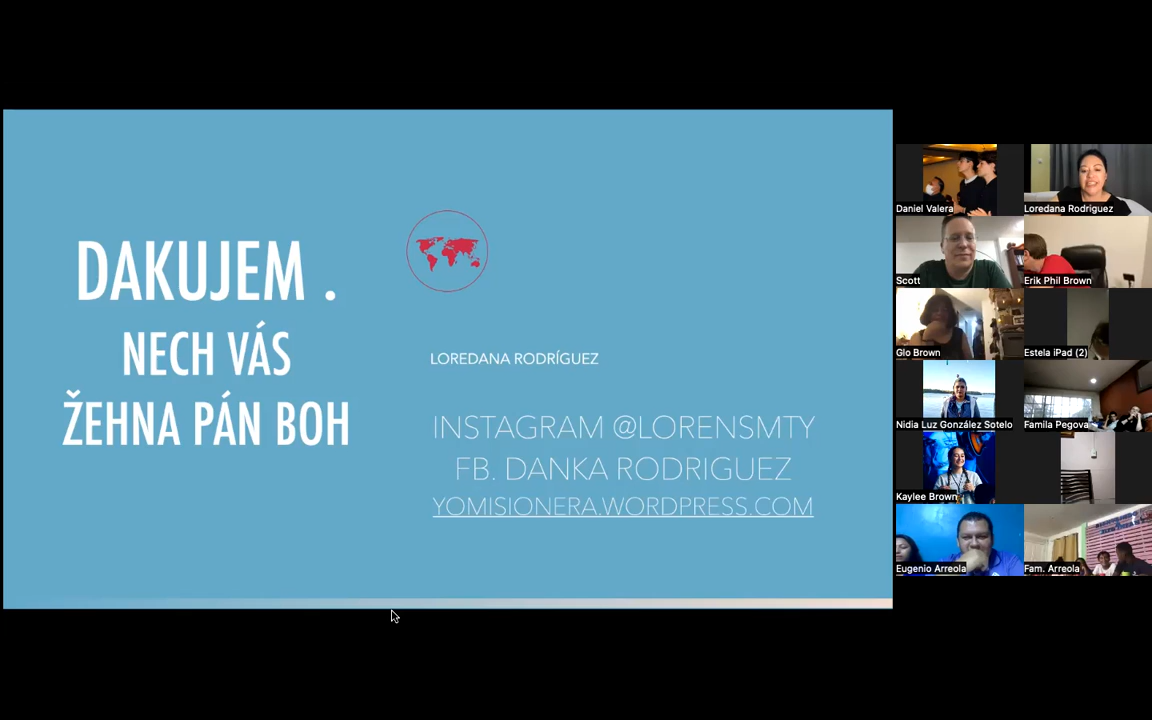 DAKUJEM .
NECH VÁS
ŽEHNA PÁN BOH
LOREDANA RODRÍGUEZ
INSTAGRAM @LORENSMTY
FB. DANKA RODRIGUEZ
YOMISIONERA.WORDPRESS.COM
Daniel Valera
Loredana Rodriguez
Scott
Erik Phil Brown
Glo Brown
Estela iPad (2)
Nidia Luz González Sotelo
Famila Pegova
Kaylee Brown
Eugenio Arreola
Fam. Arreola